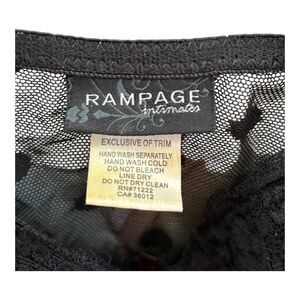 RAMPAGE
intimates
EXCLUSIVE OF TRIM
HAND WASH SEPARATELY
HAND WASH COLD
DO NOT BLEACH
LINE DRY
DO NOT DRY CLEAN
RN#71222
CA# 36012